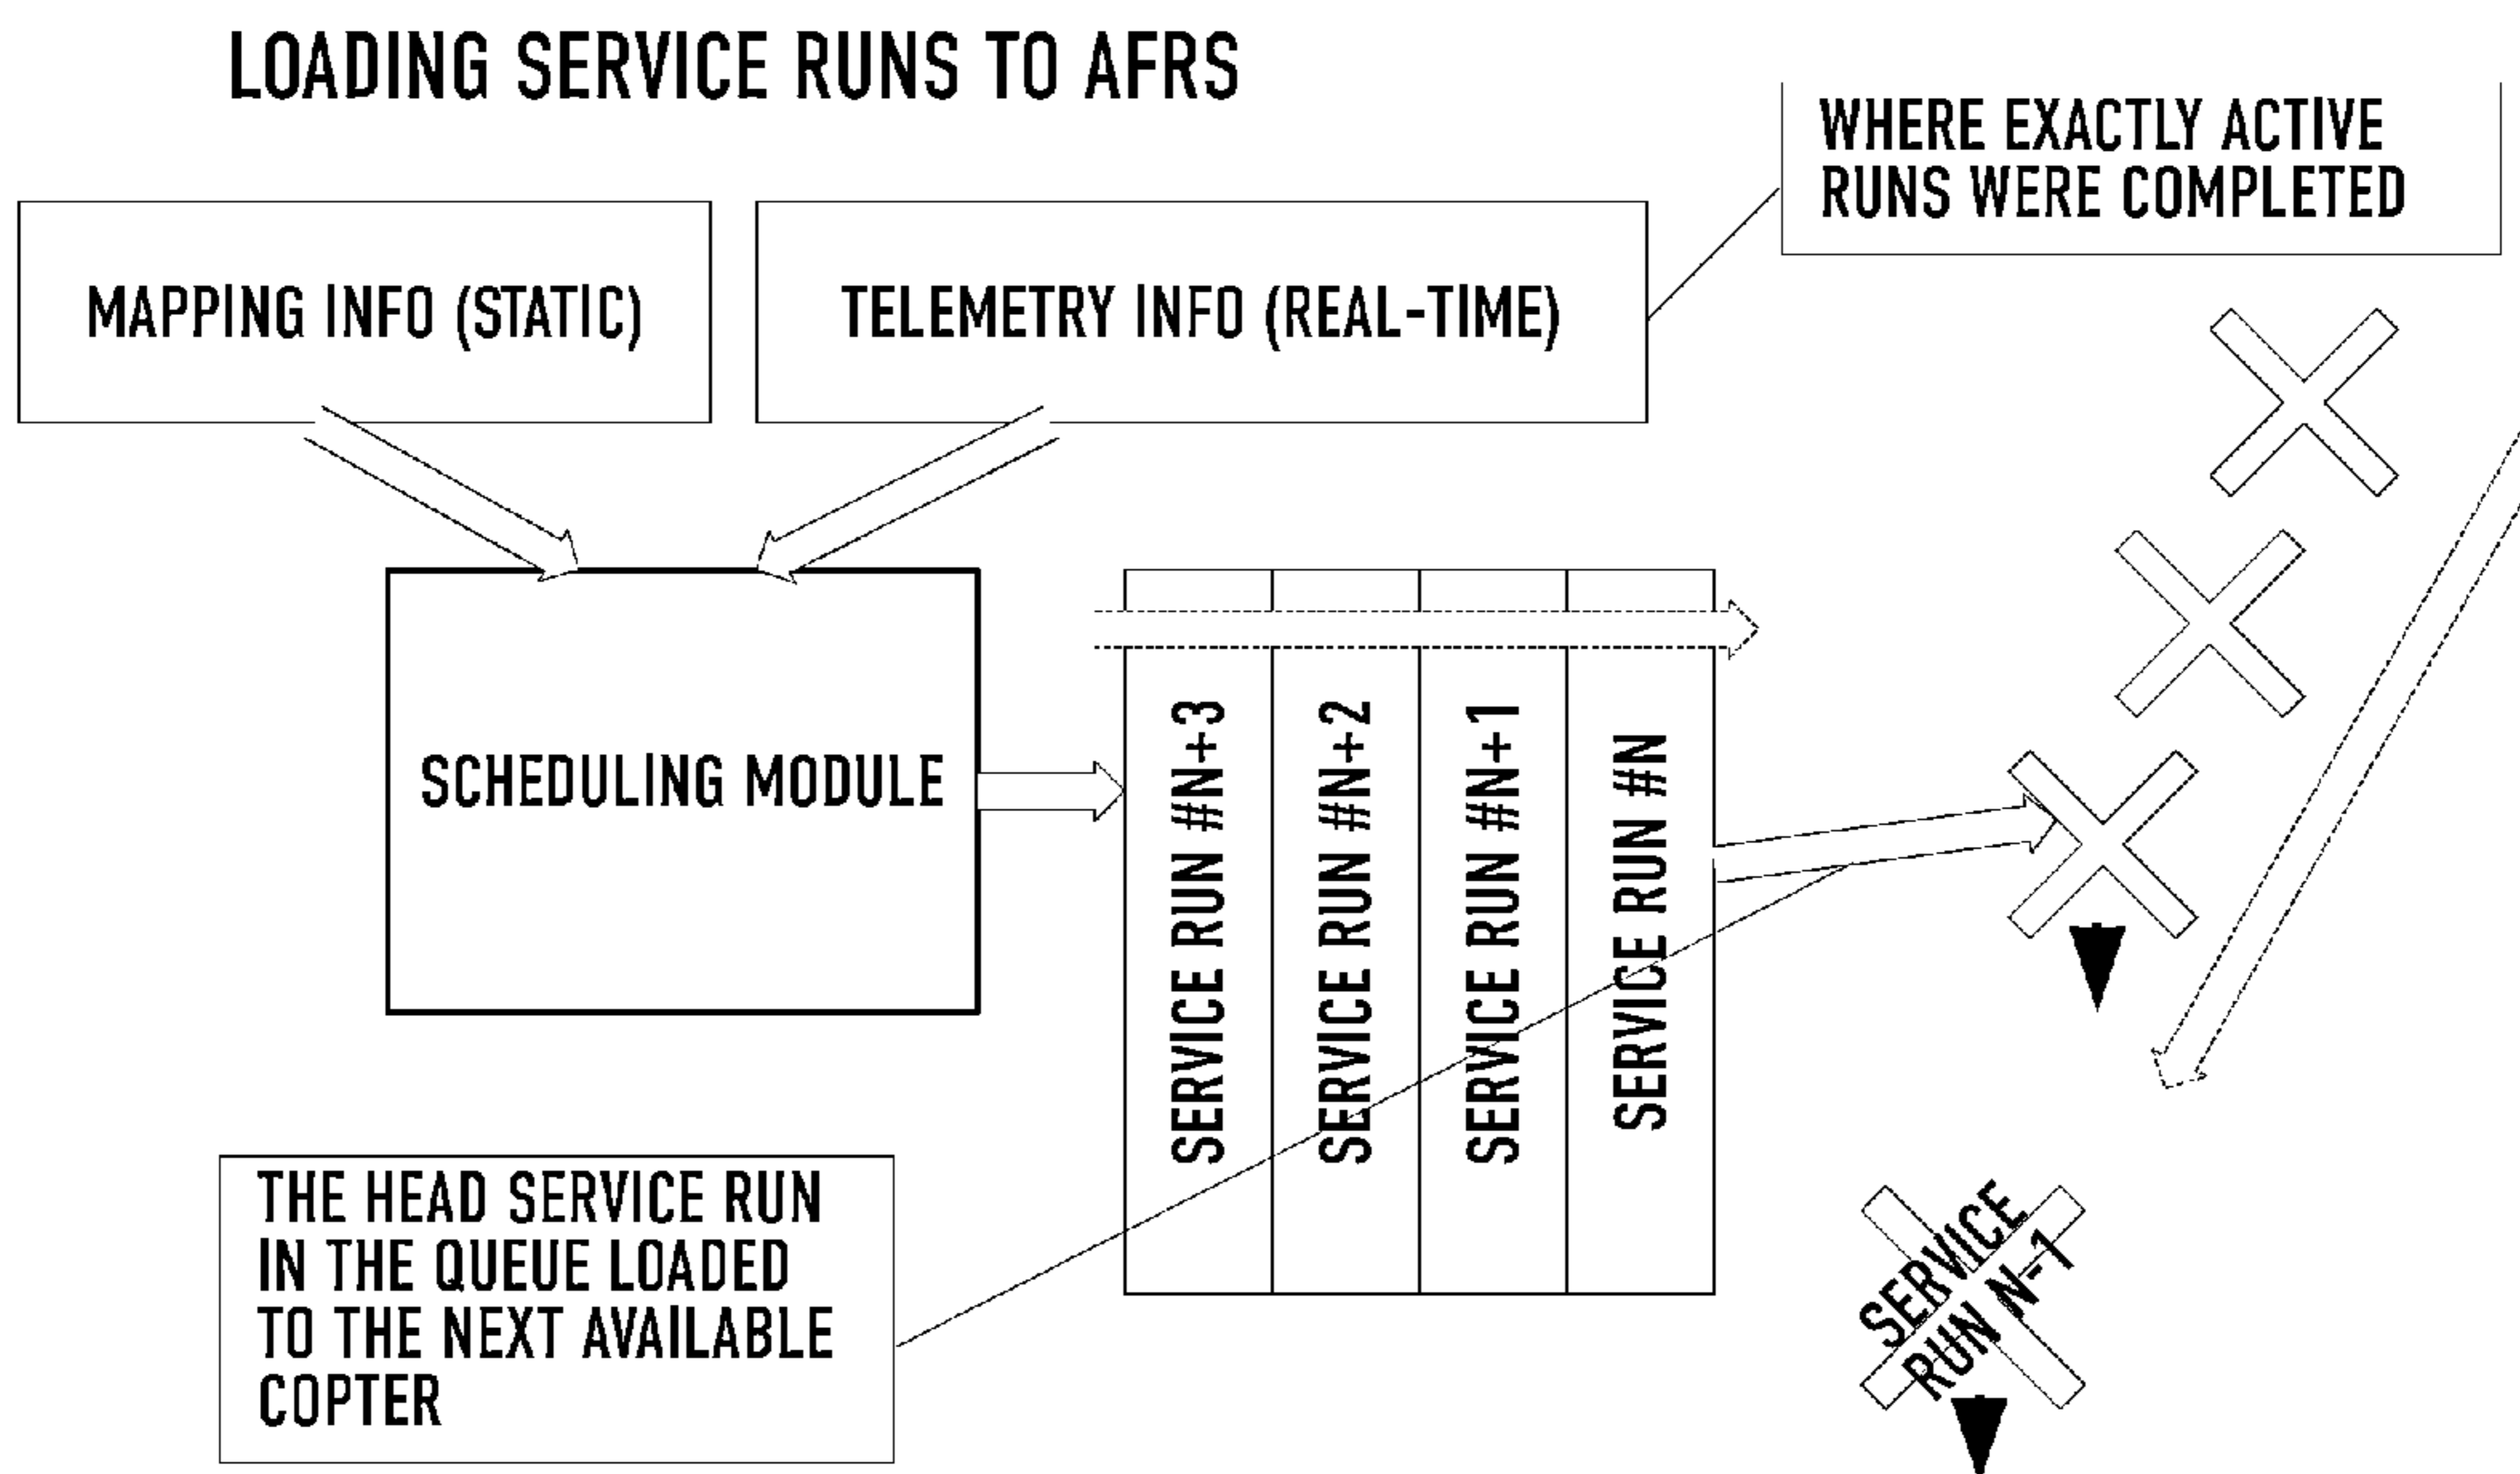 LOADING SERVICE RUNS TO AFRS
WHERE EXACTLY ACTIVE
RUNS WERE COMPLETED
MAPPING INFO (STATIC)
TELEMETRY INFO (REAL-TIME)
SCHEDULING MODULE
SERVICE RUN #N+3
SERVICE RUN #N+2
SERVICE RUN #N+1
SERVICE RUN #N
THE HEAD SERVICE RUN
IN THE QUEUE LOADED
TO THE NEXT AVAILABLE
COPTER
SERVICE
RUN N-1